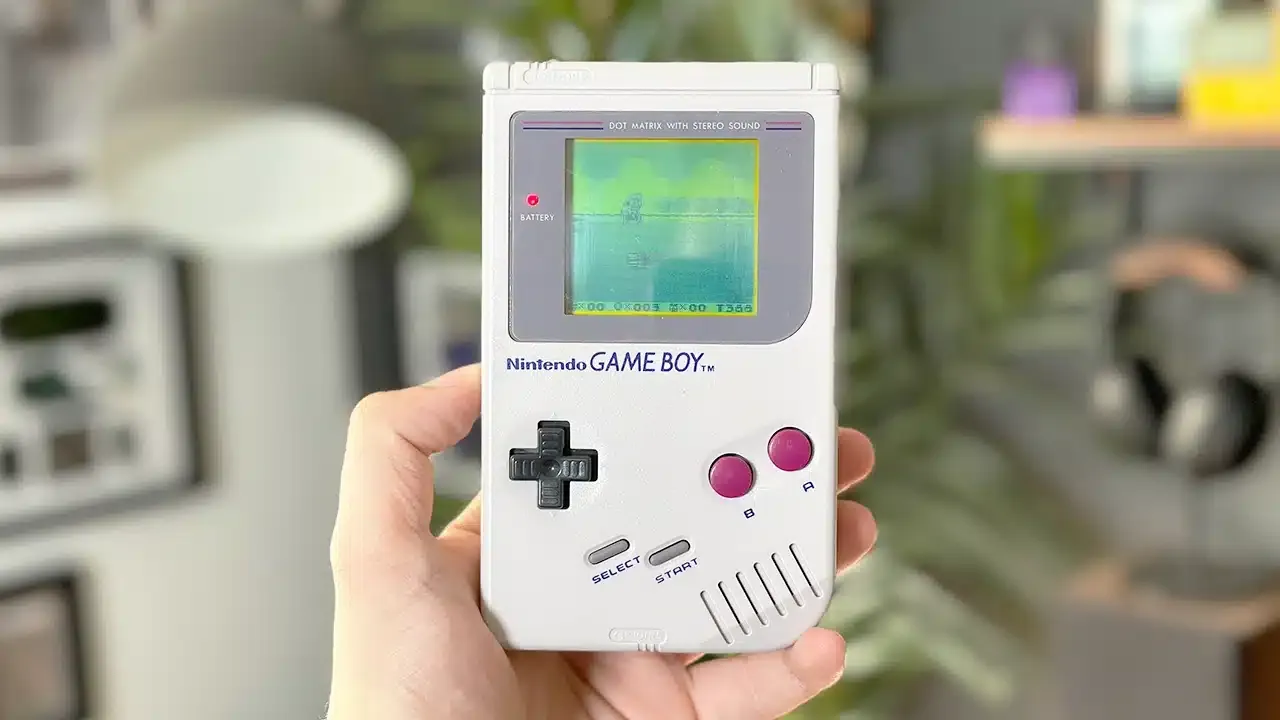 DOT MATRIX WITH STEREO SOUND
BATTERY
Nintendo GAME BOY™
A
B
SELECT
START